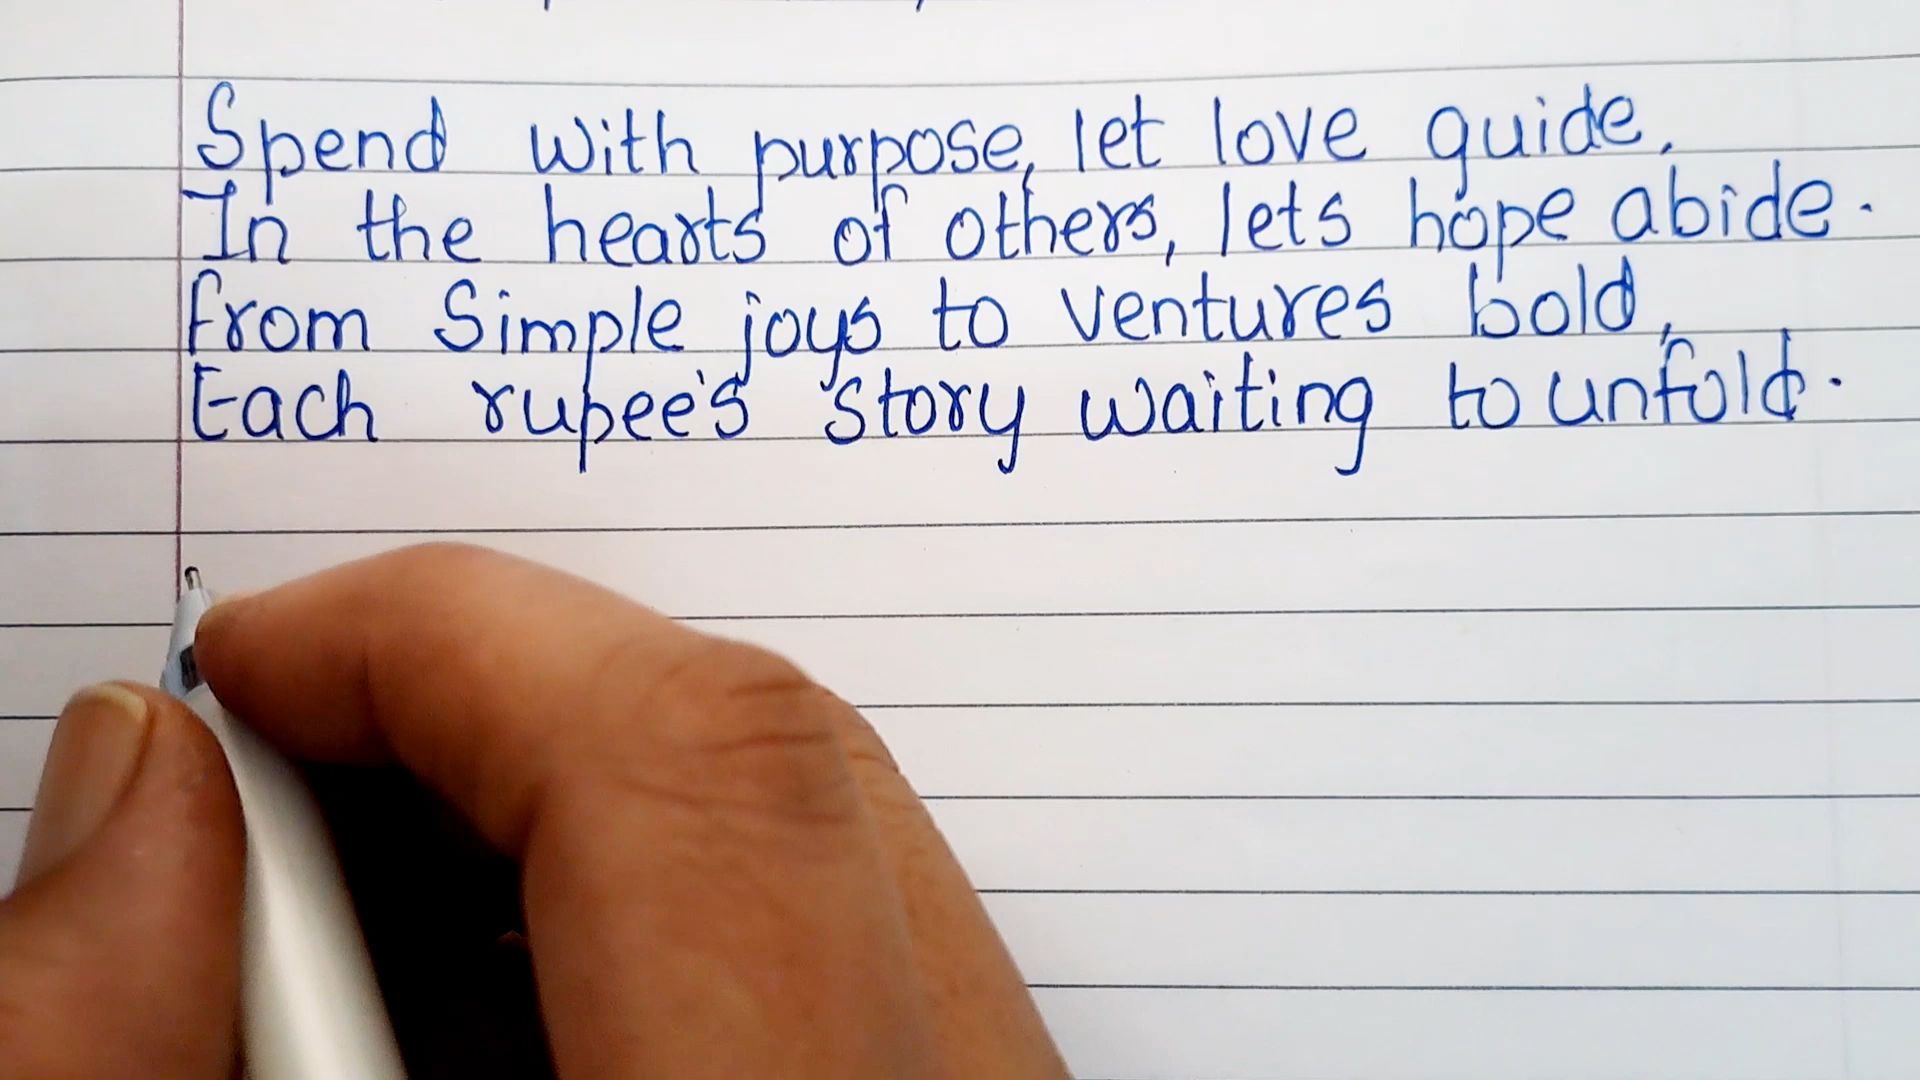 Spend with purpose, let love guide,
In the hearts of others, lets hope abide.
from Simple joys to ventures bold,
Each rupee's story waiting to unfold.